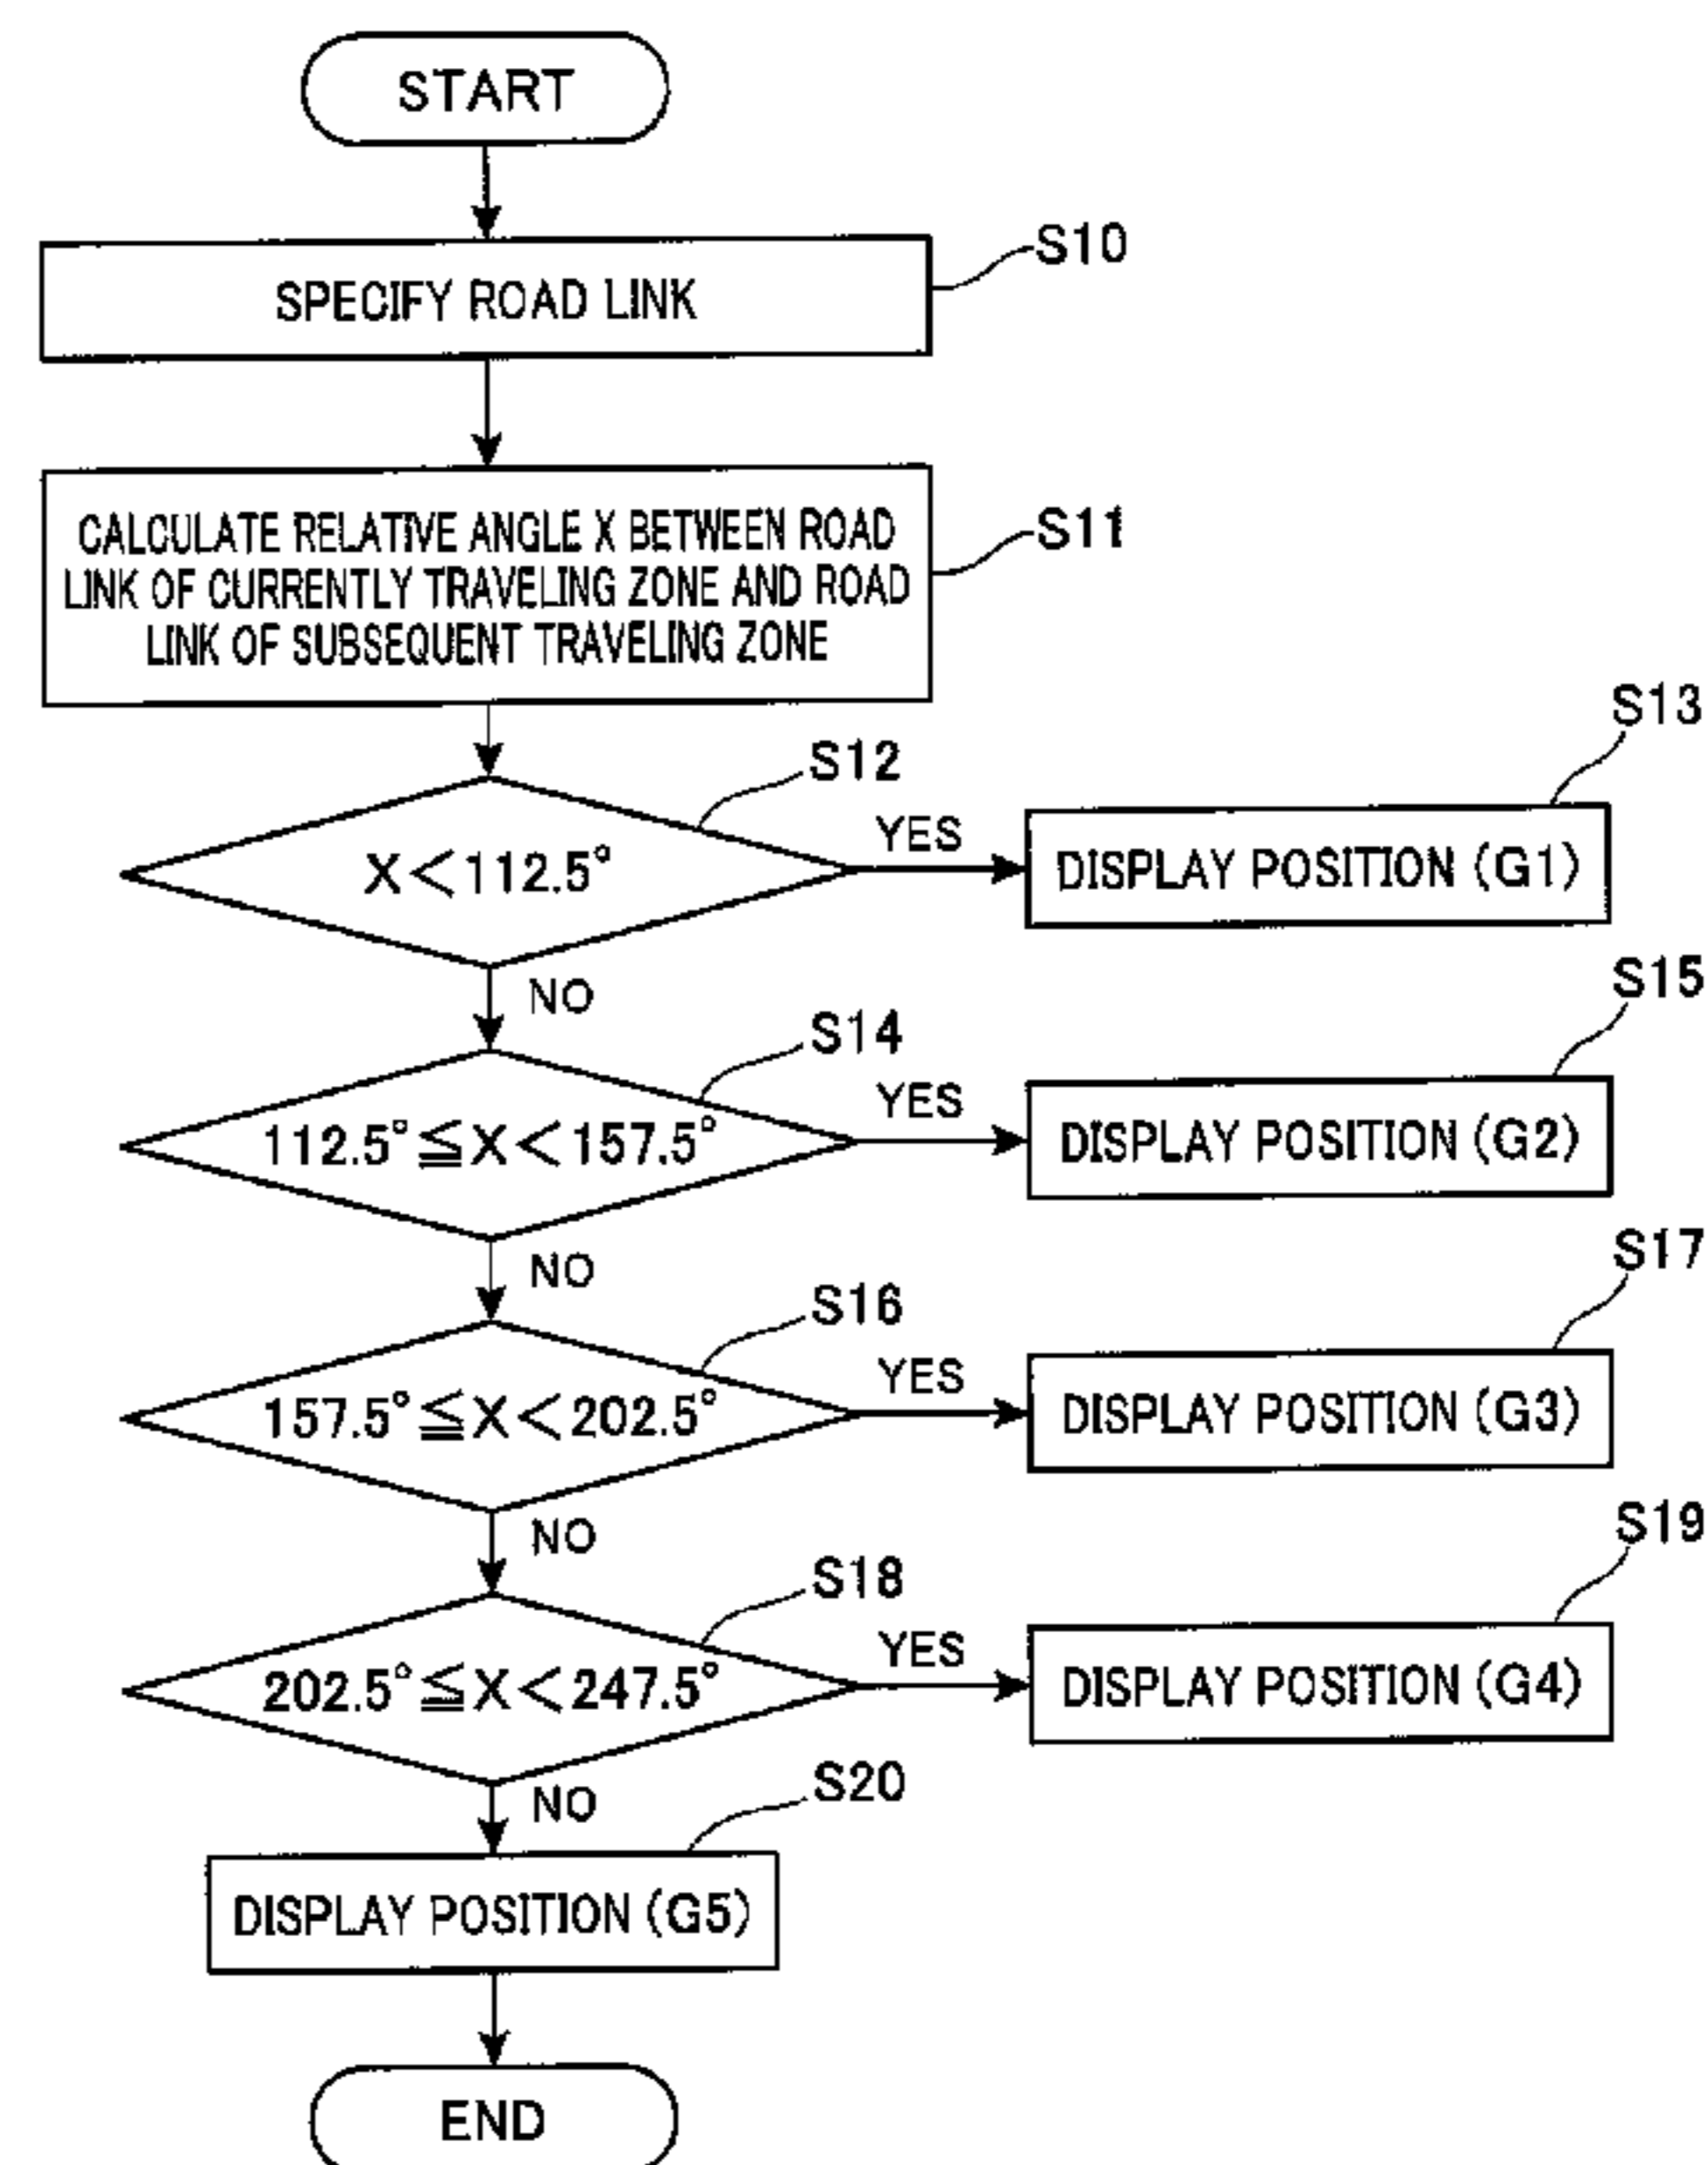 START
S10
SPECIFY ROAD LINK
S11
CALCULATE RELATIVE ANGLE X BETWEEN ROAD
LINK OF CURRENTLY TRAVELING ZONE AND ROAD
LINK OF SUBSEQUENT TRAVELING ZONE
S12
X<112.5°
YES
S13
DISPLAY POSITION (G1)
NO
S14
112.5°≦X<157.5°
YES
S15
DISPLAY POSITION (G2)
NO
S16
157.5°≦X<202.5°
YES
S17
DISPLAY POSITION (G3)
NO
S18
202.5°≦X<247.5°
YES
S19
DISPLAY POSITION (G4)
NO
S20
DISPLAY POSITION (G5)
END